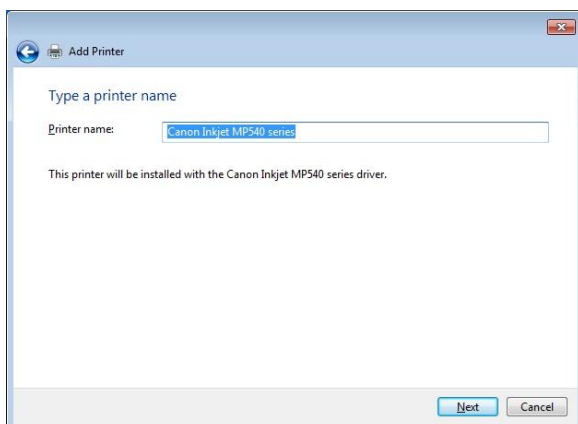 Add Printer
Type a printer name
Printer name:
Canon Inkjet MP540 series
This printer will be installed with the Canon Inkjet MP540 series driver.
Next
Cancel